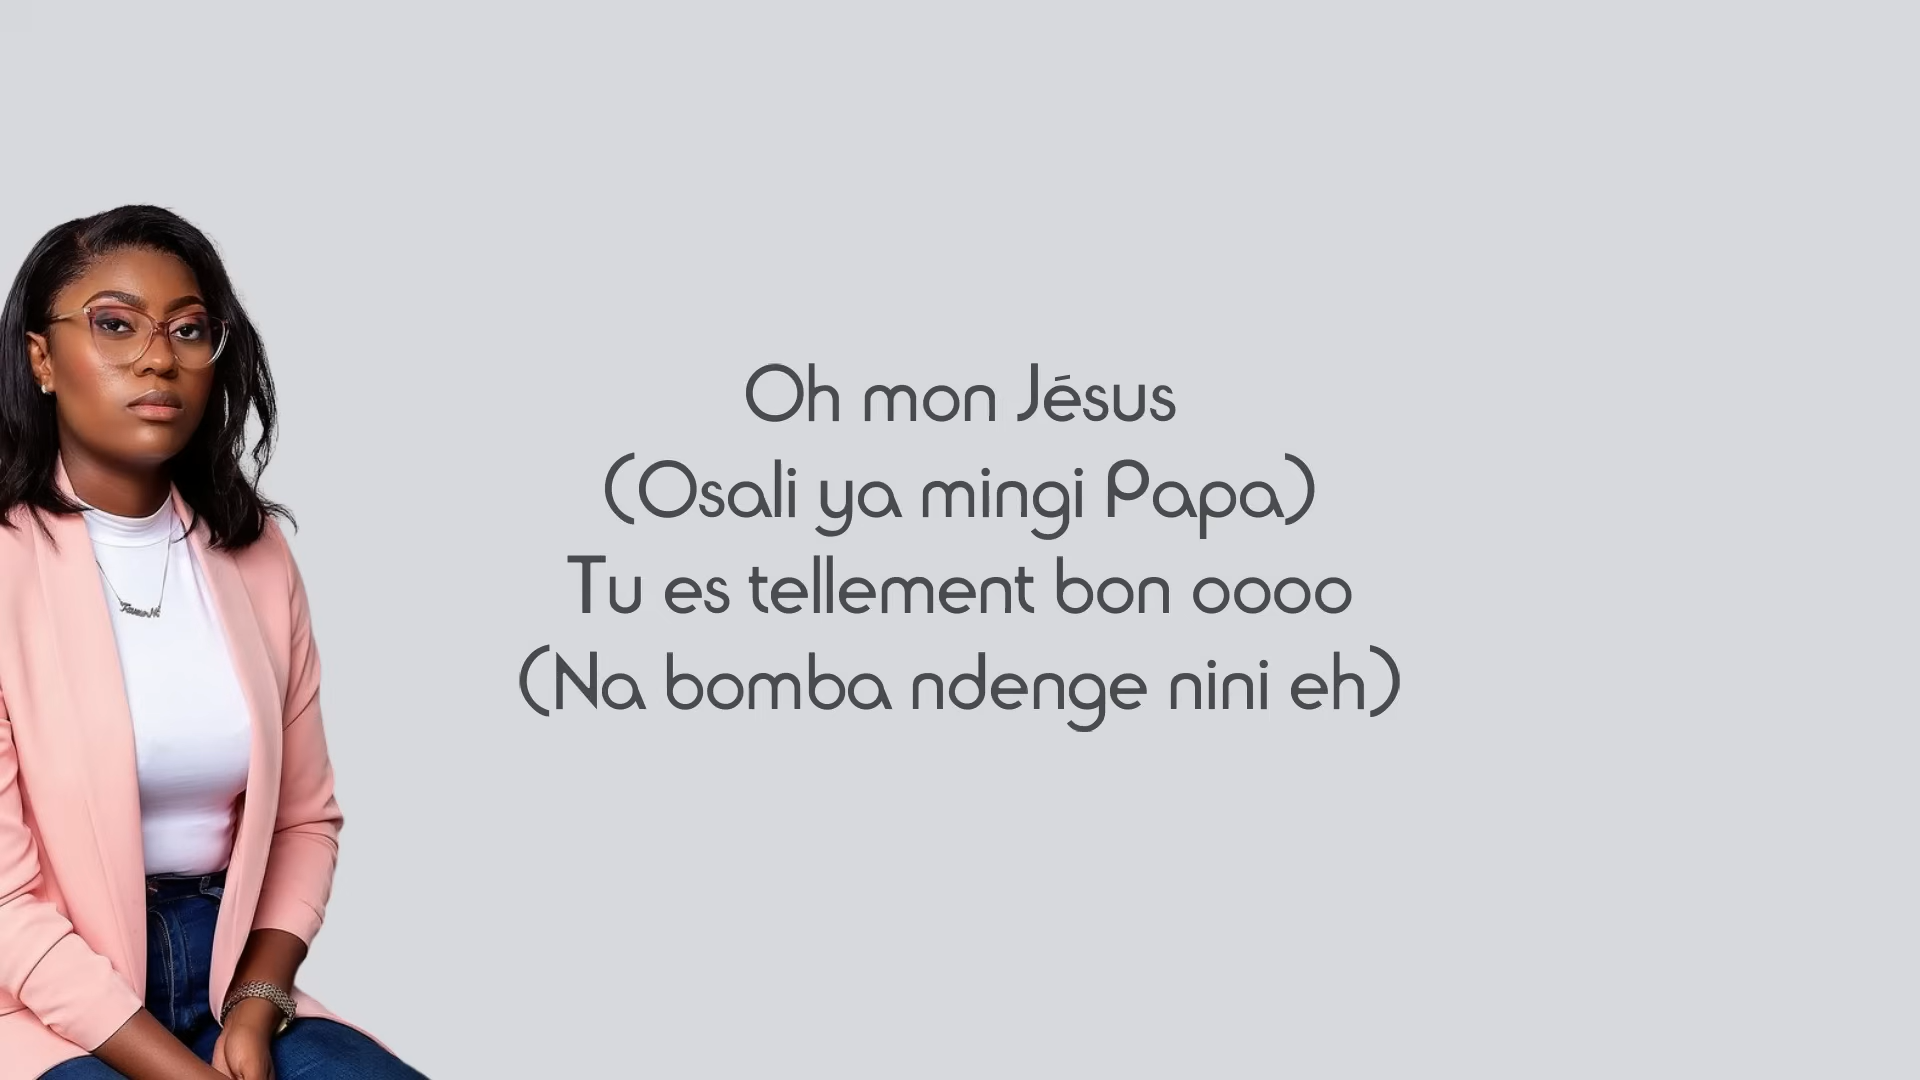 Oh mon Jésus
(Osali ya mingi Papa)
Tu es tellement bon oooo
(Na bomba ndenge nini eh)